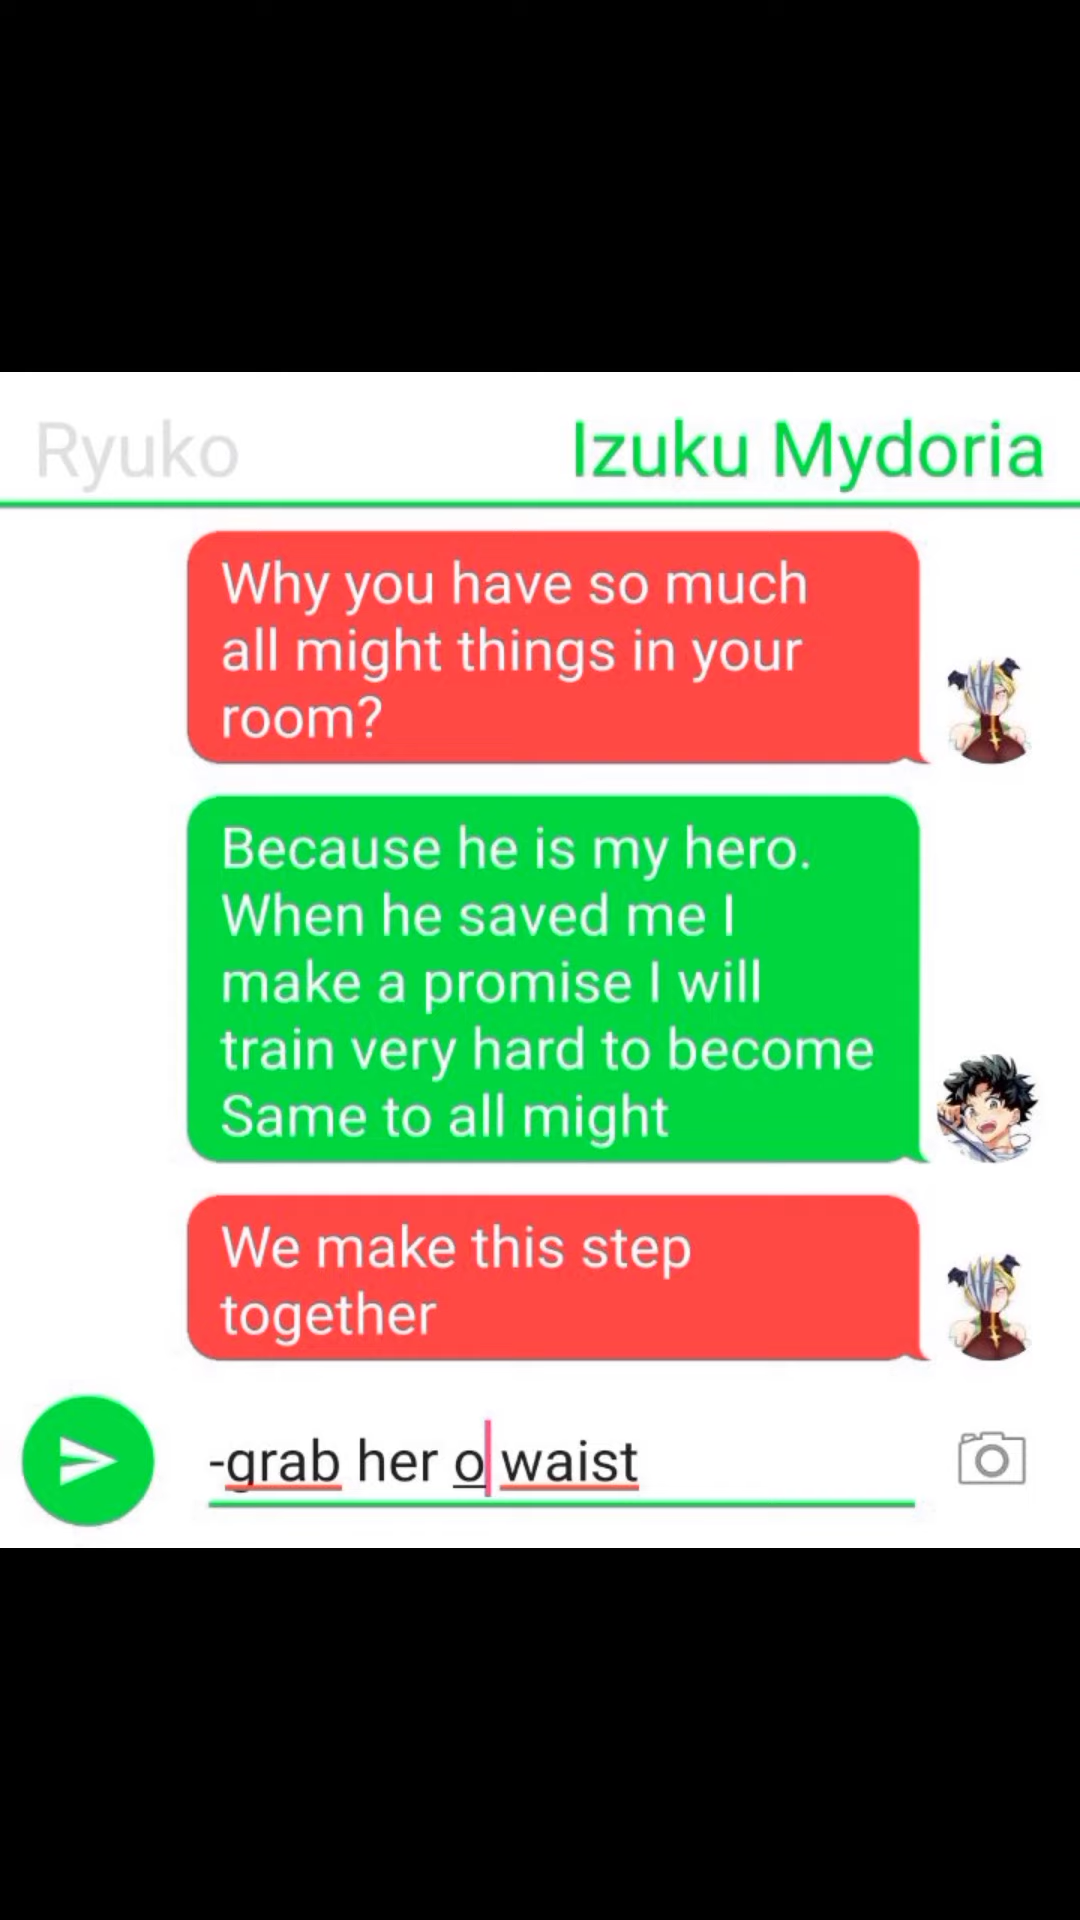 Ryuko Izuku Mydoria
Why you have so much
all might things in your
room?
Because he is my hero.
When he saved me I
make a promise I will
train very hard to become
Same to all might
We make this step
together
-grab her o waist